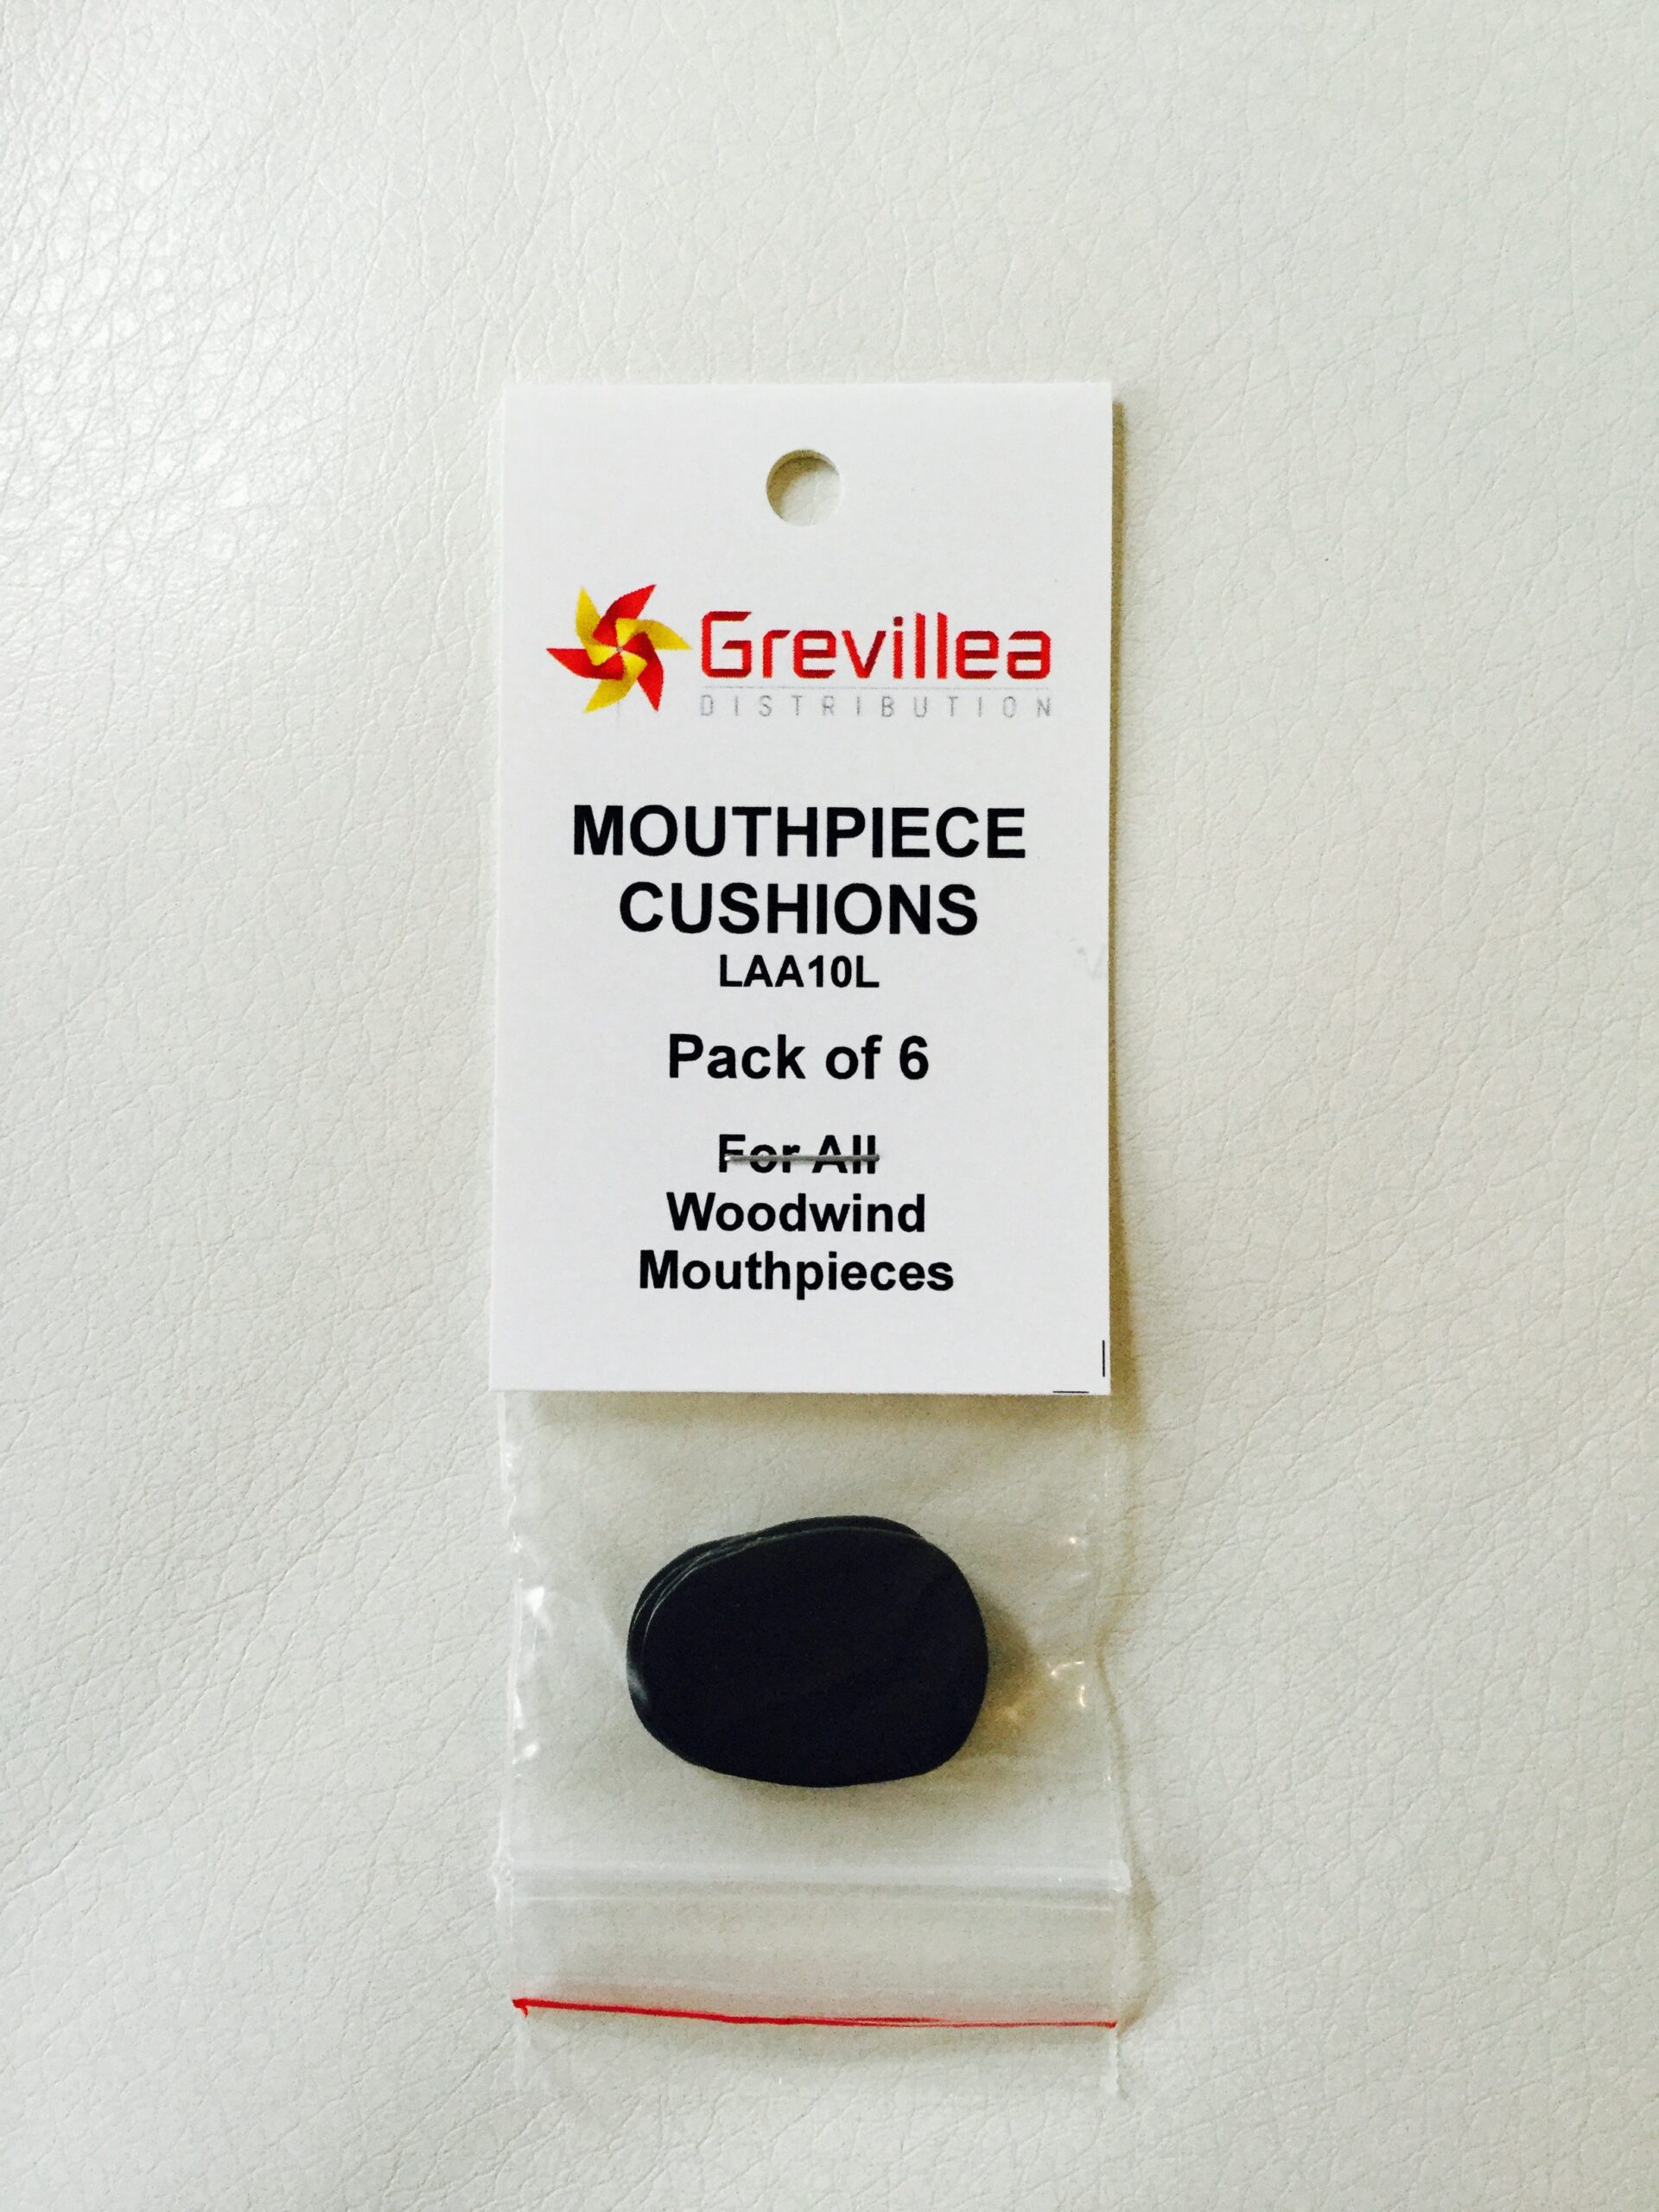 Grevillea
DISTRIBUTION
MOUTHPIECE
CUSHIONS
LAA10L
Pack of 6
For All
Woodwind
Mouthpieces